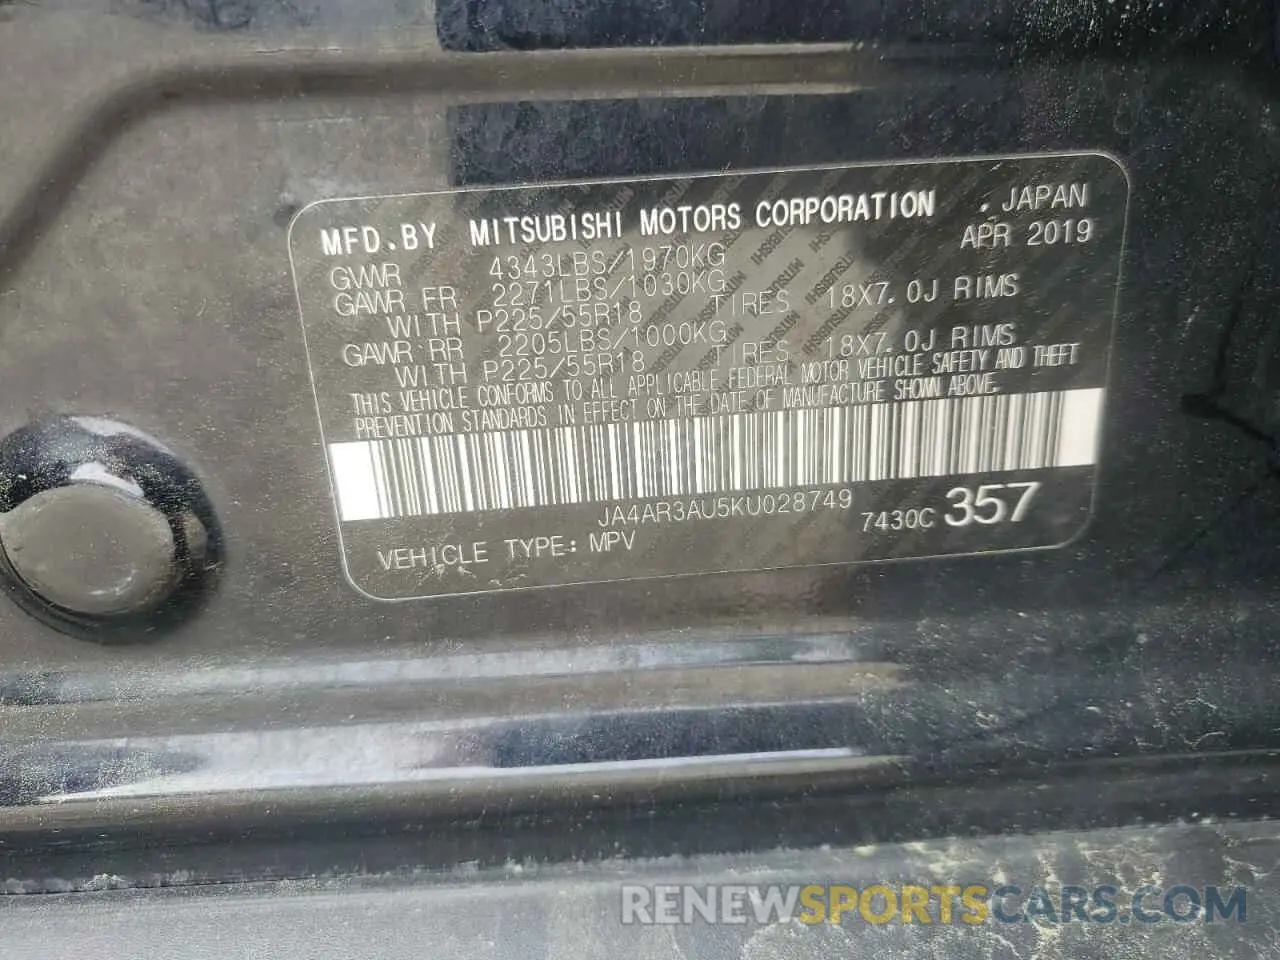 MFD.BY MITSUBISHI MOTORS CORPORATION . JAPAN
APR 2019
GVWR 4343LBS/1970KG
GAWR FR 2271LBS/1030KG
WITH P225/55R18 TIRES 18X7.0J RIMS
GAWR RR 2205LBS/1000KG
WITH P225/55R18 TIRES 18X7.0J RIMS
THIS VEHICLE CONFORMS TO ALL APPLICABLE FEDERAL MOTOR VEHICLE SAFETY AND THEFT
PREVENTION STANDARDS IN EFFECT ON THE DATE OF MANUFACTURE SHOWN ABOVE.
JA4AR3AU5KU028749
7430C 357
VEHICLE TYPE: MPV
RENEWSPORTSCARS.COM